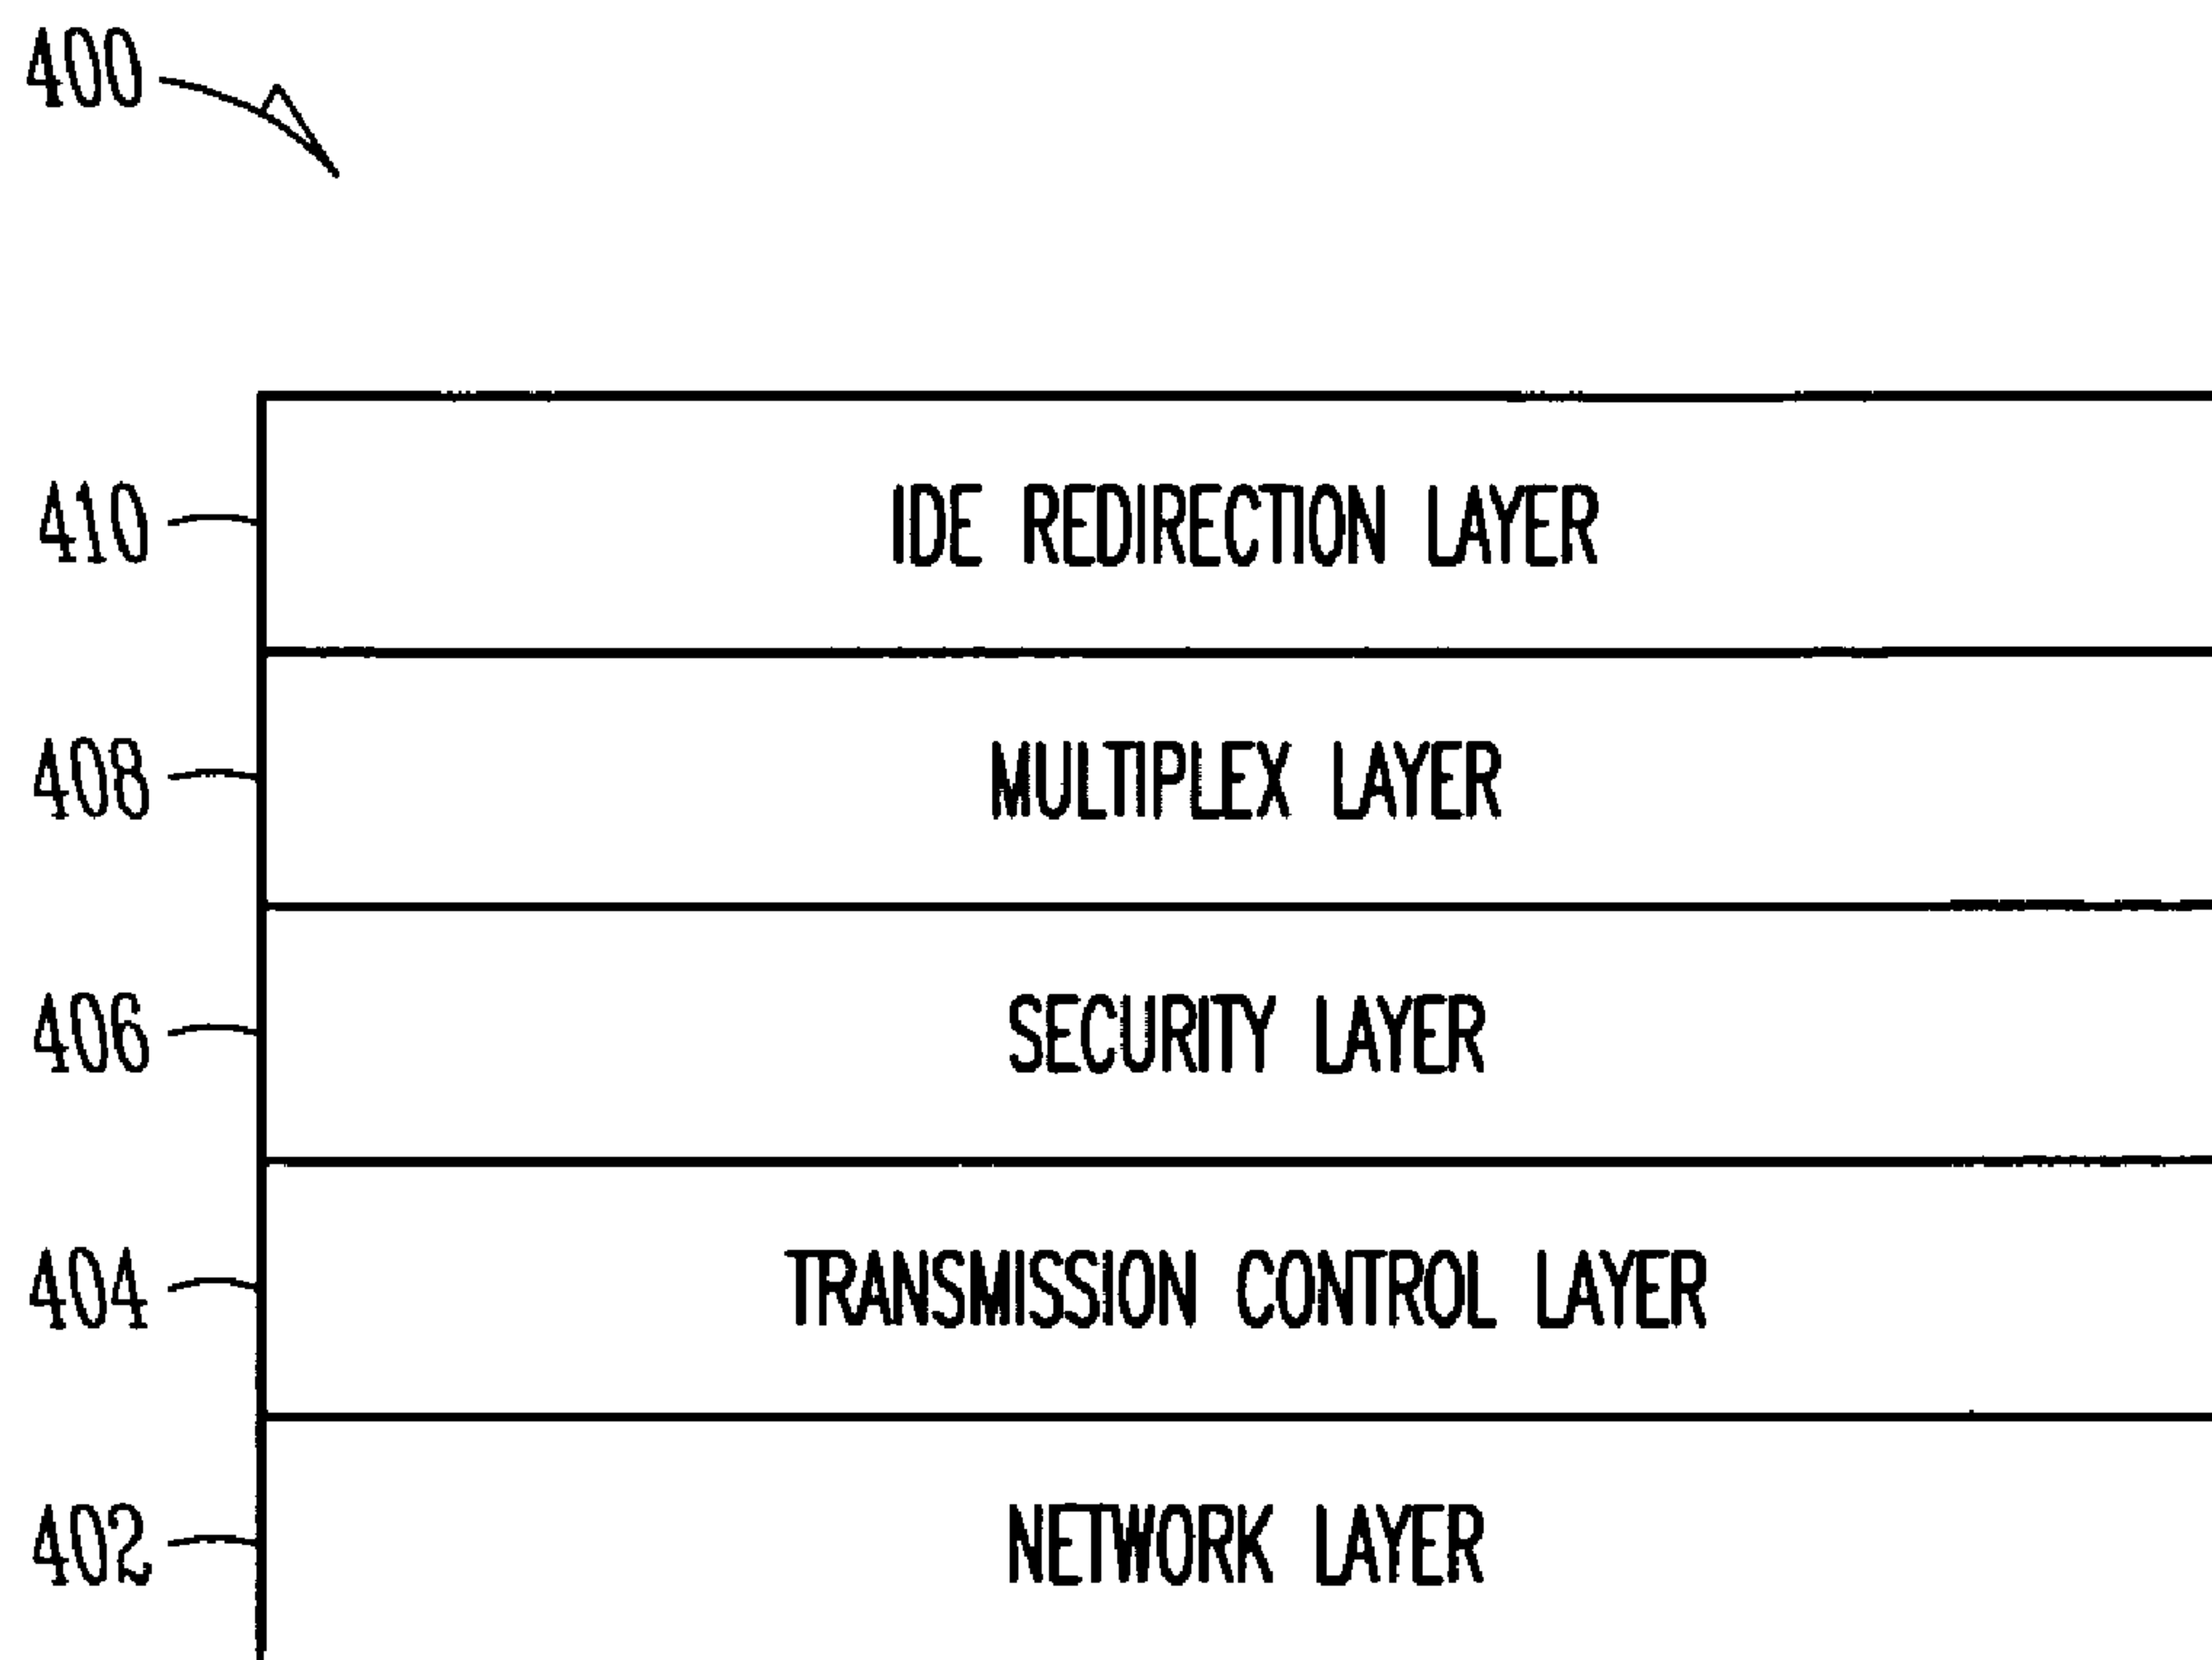 400
410 IDE REDIRECTION LAYER
408 MULTIPLEX LAYER
406 SECURITY LAYER
404 TRANSMISSION CONTROL LAYER
402 NETWORK LAYER